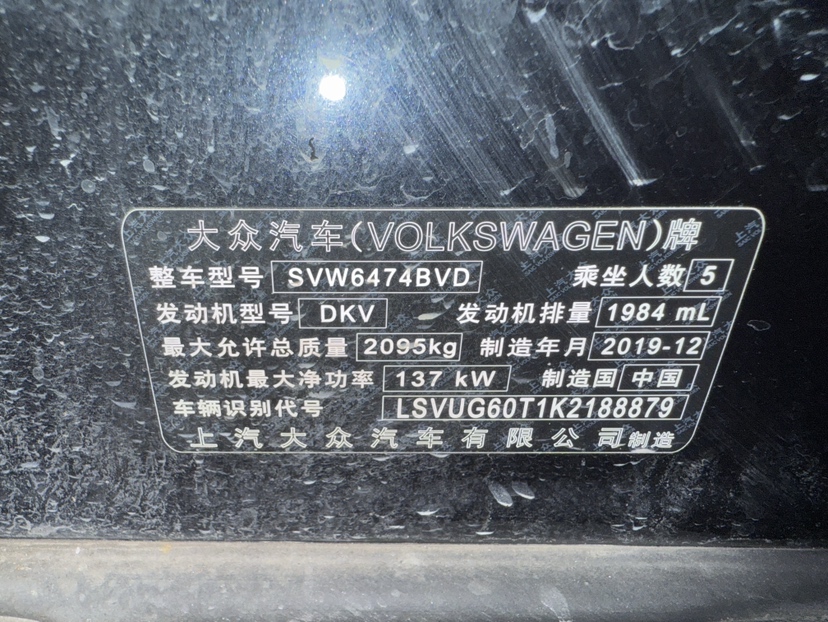 大众汽车(VOLKSWAGEN)牌
整车型号 SVW6474BVD 乘坐人数 5
发动机型号 DKV 发动机排量 1984 mL
最大允许总质量 2095kg 制造年月 2019-12
发动机最大净功率 137 kW 制造国 中国
车辆识别代号 LSVUG60T1K2188879
上汽大众汽车有限公司制造